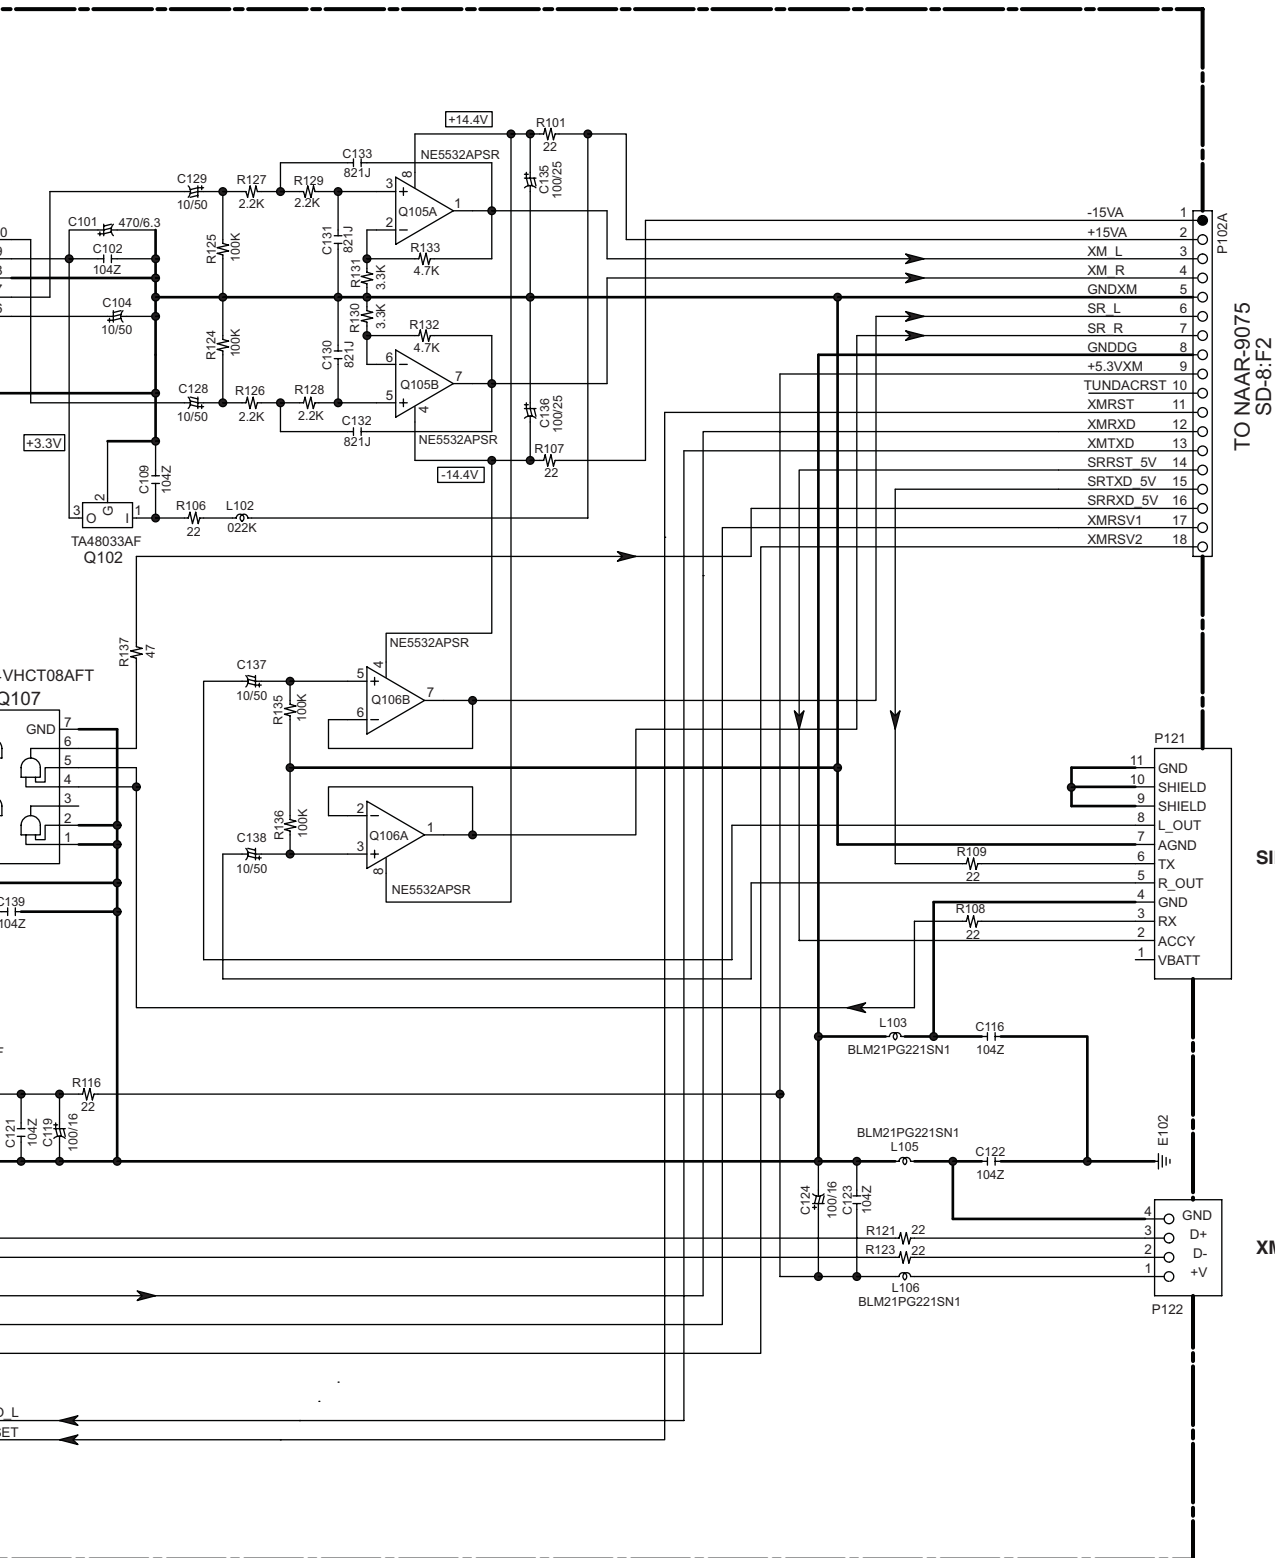 +14.4V
R101
22
C133
821J
NE5532APSR
C135
100/25
C129
10/50
R127
2.2K
R129
2.2K
3
+
8
Q105A
1
2
C101
470/6.3
R125
100K
C131
821J
C102
104Z
R133
4.7K
R131
3.3K
C104
10/50
R124
100K
R130
3.3K
C130
821J
R132
4.7K
6
Q105B
7
5
+
4
C128
10/50
R126
2.2K
R128
2.2K
C132
821J
NE5532APSR
C136
100/25
R107
22
-14.4V
+3.3V
C109
104Z
3
O
G
2
I
1
R106
22
L102
022K
TA48033AF
Q102
-15VA 1
+15VA 2
XM_L 3
XM_R 4
GNDXM 5
SR_L 6
SR_R 7
GNDDG 8
+5.3VXM 9
TUNDACRST 10
XMRST 11
XMRXD 12
XMTXD 13
SRRST_5V 14
SRTXD_5V 15
SRRXD_5V 16
XMRSV1 17
XMRSV2 18
P102A
TO NAAR-9075
SD-8:F2
R137
47
NE5532APSR
4
C137
10/50
5
+
Q106B
7
6
R135
100K
VHCT08AFT
Q107
GND 7
6
5
4
3
2
1
2
Q106A
1
3
+
8
R136
100K
C138
10/50
NE5532APSR
C139
104Z
P121
11 GND
10 SHIELD
9 SHIELD
8 L_OUT
7 AGND
6 TX
5 R_OUT
4 GND
3 RX
2 ACCY
1 VBATT
R109
22
R108
22
SI
L103
BLM21PG221SN1
C116
104Z
R116
22
C121
104Z
C119
100/16
BLM21PG221SN1
L105
C122
104Z
E102
C124
100/16
C123
104Z
R121 22
R123 22
L106
BLM21PG221SN1
4 GND
3 D+
2 D-
1 +V
P122
XM
D_L
SET